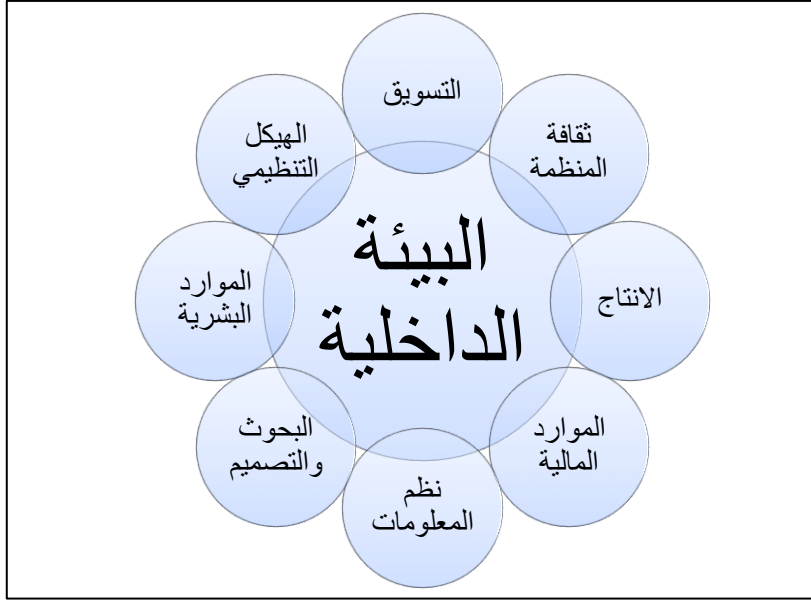 التسويق
ثقافة
المنظمة
الانتاج
الموارد
المالية
نظم
المعلومات
البحوث
والتصميم
الموارد
البشرية
الهيكل
التنظيمي
البيئة
الداخلية